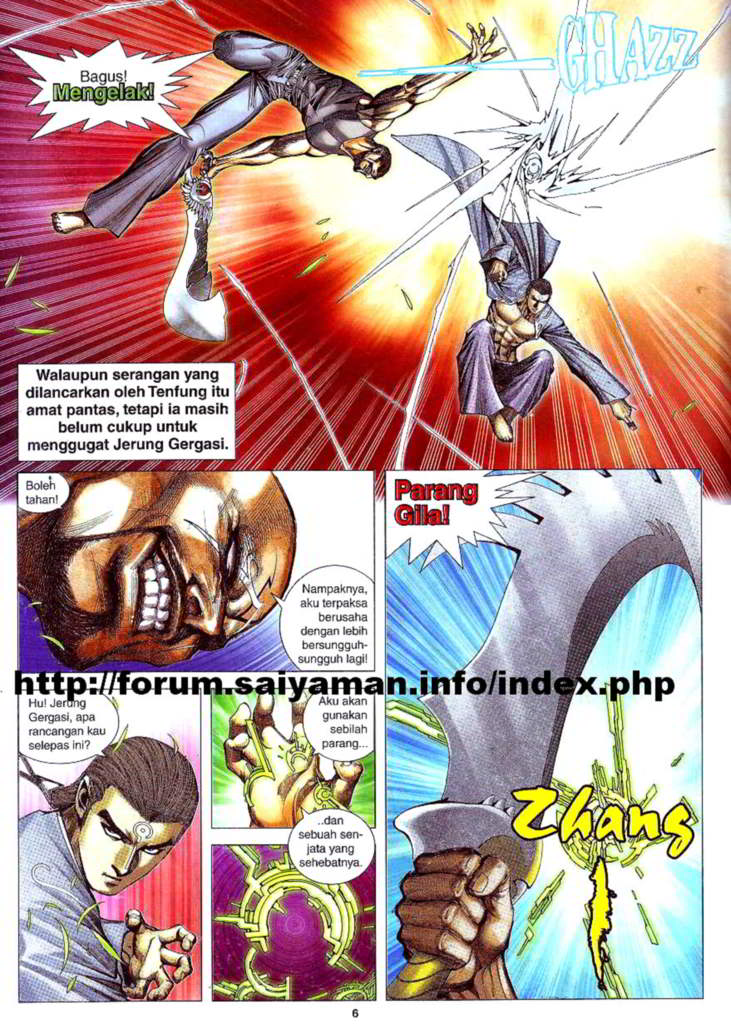 GHAZZ
Bagus!
Mengelak!
Walaupun serangan yang
dilancarkan oleh Tenfung itu
amat pantas, tetapi ia masih
belum cukup untuk
menggugat Jerung Gergasi.
Boleh
tahan!
Nampaknya,
aku terpaksa
berusaha
dengan lebih
bersungguh-
sungguh lagi!
Parang
Gila!
http://forum.saiyaman.info/index.php
Hu! Jerung
Gergasi, apa
rancangan kau
selepas ini?
Aku akan
gunakan
sebilah
parang...
..dan
sebuah sen-
jata yang
sehebatnya.
Zhang
6